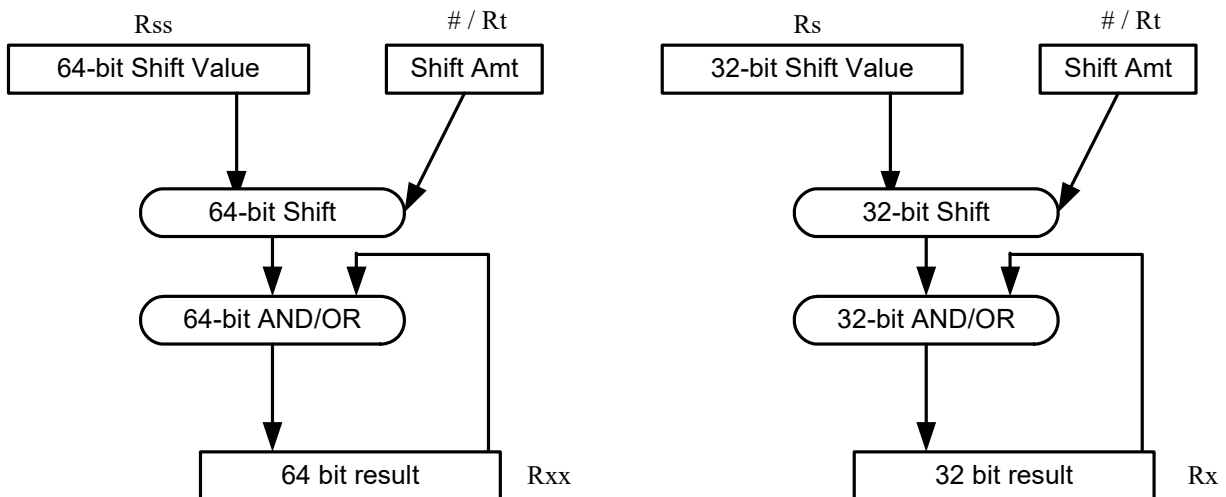 Rss
# / Rt
64-bit Shift Value
Shift Amt
64-bit Shift
64-bit AND/OR
64 bit result
Rxx
Rs
# / Rt
32-bit Shift Value
Shift Amt
32-bit Shift
32-bit AND/OR
32 bit result
Rx